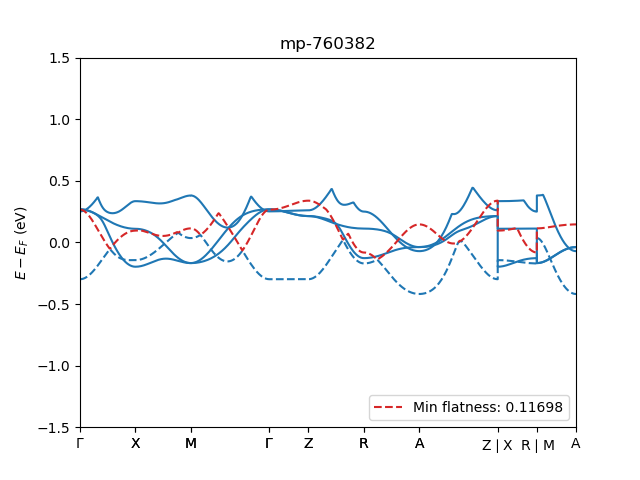 mp-760382
E − E_F (eV)
1.5
1.0
0.5
0.0
−0.5
−1.0
−1.5
Min flatness: 0.11698
Γ X M Γ Z R A Z | X R | M A